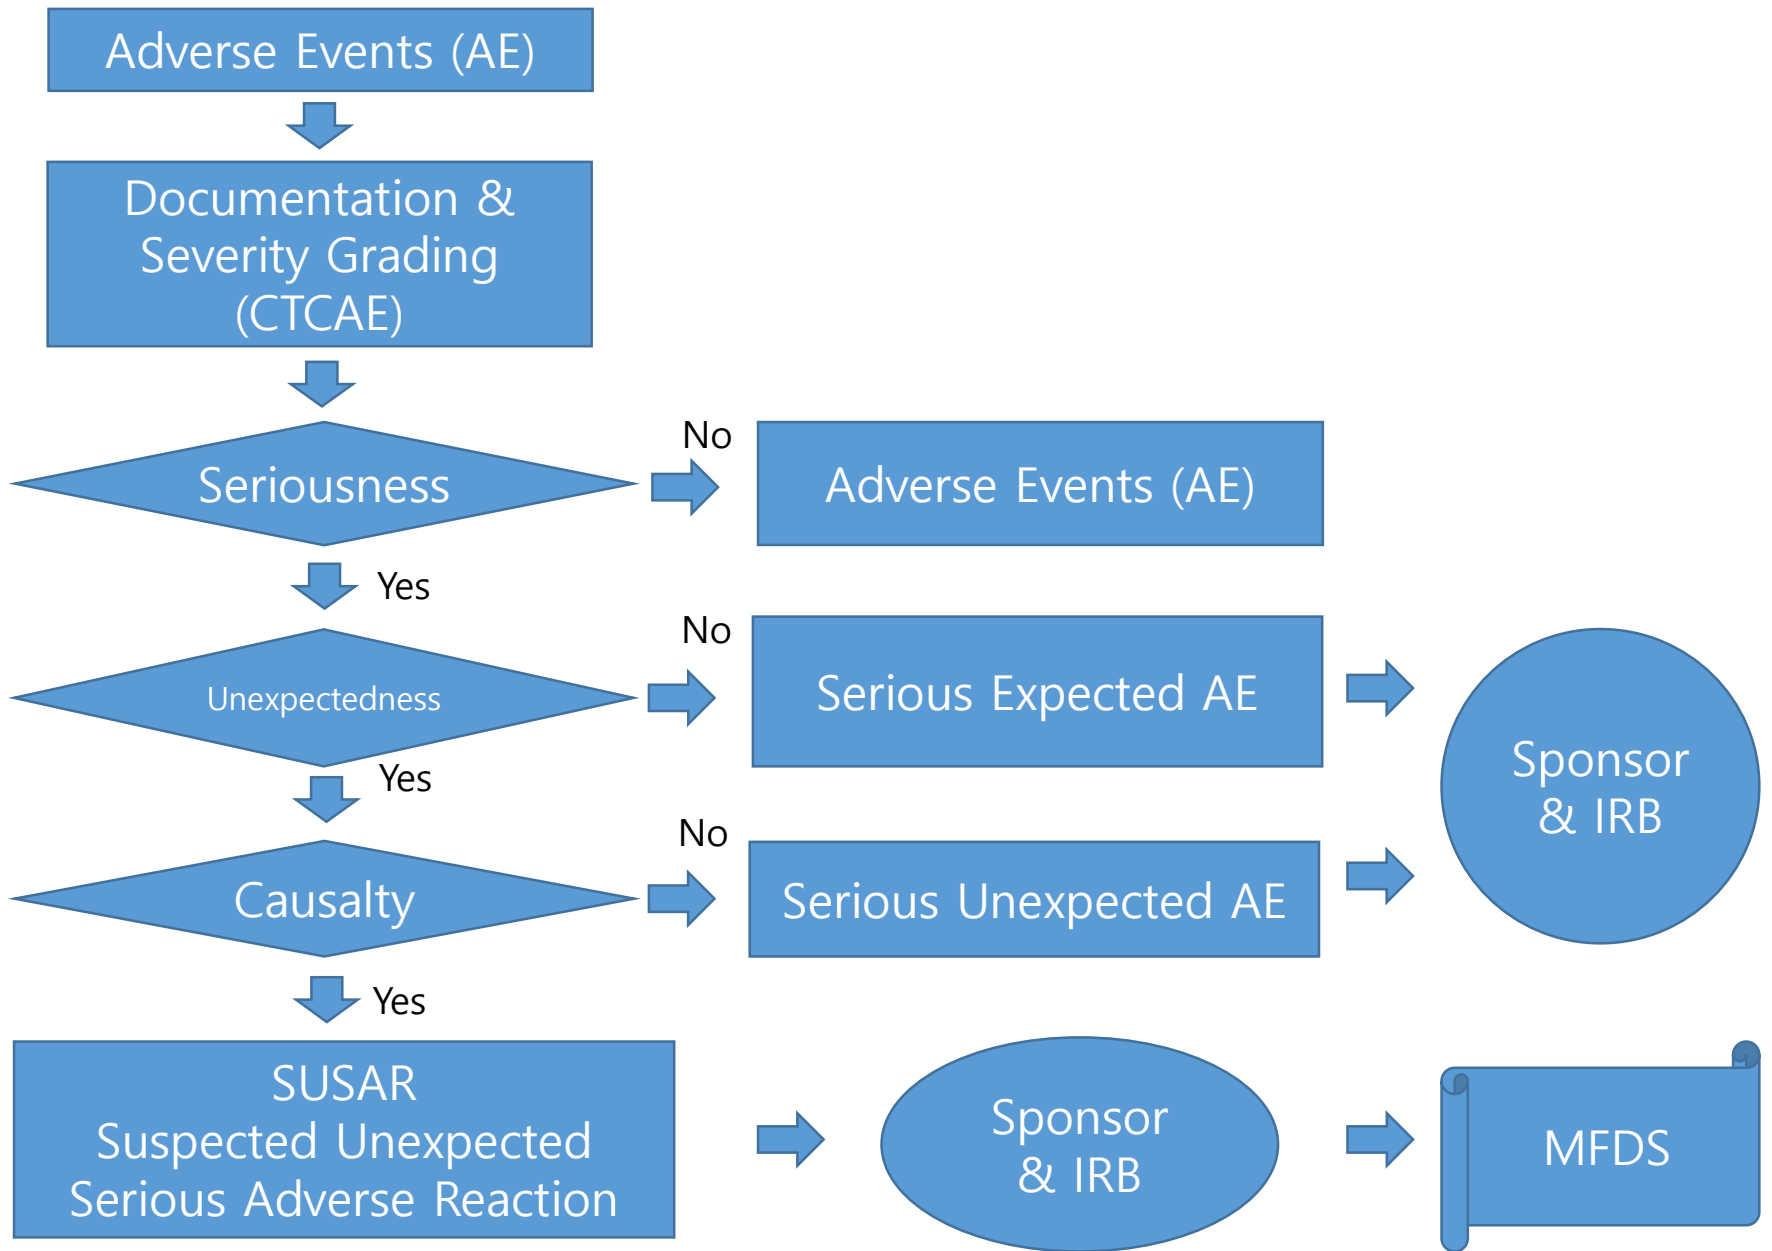 Adverse Events (AE)
Documentation &
Severity Grading
(CTCAE)
Seriousness
No
Adverse Events (AE)
Yes
Unexpectedness
No
Serious Expected AE
Sponsor
& IRB
Yes
Causalty
No
Serious Unexpected AE
Yes
SUSAR
Suspected Unexpected
Serious Adverse Reaction
Sponsor
& IRB
MFDS